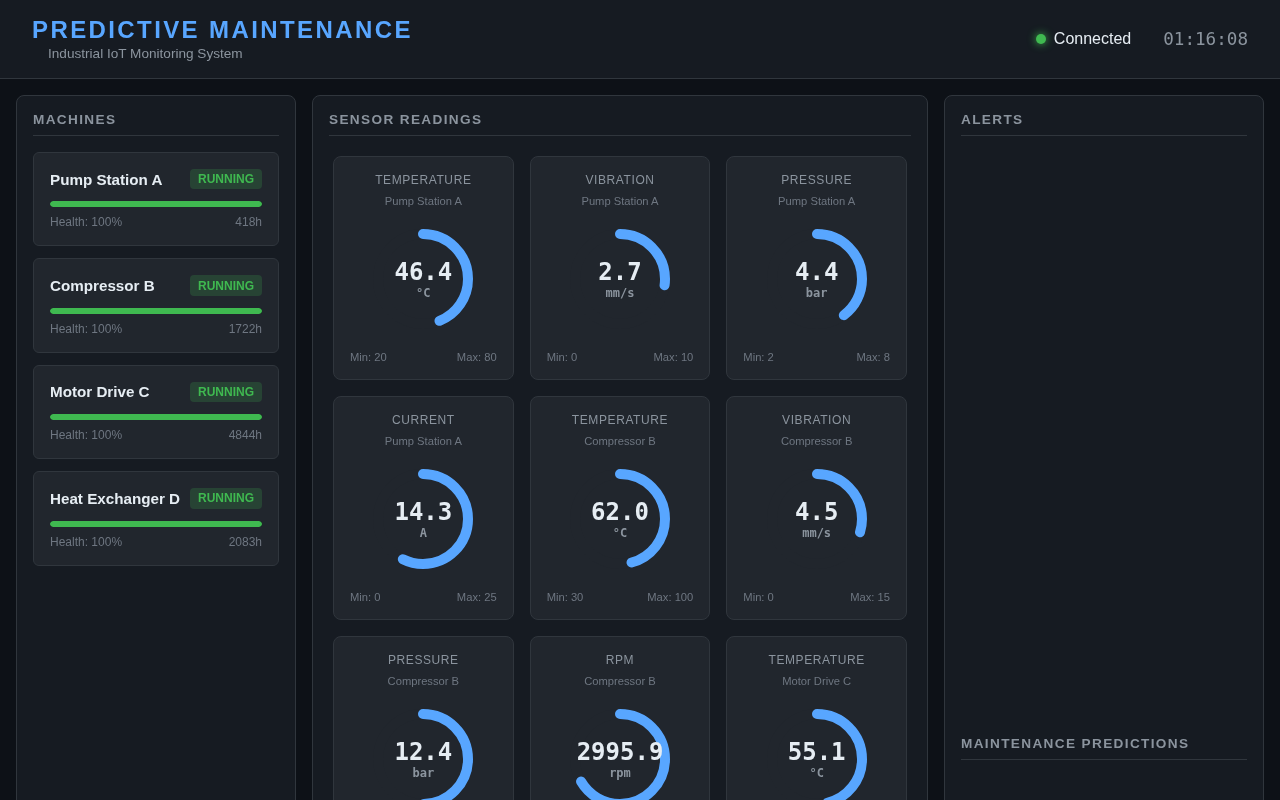 PREDICTIVE MAINTENANCE
Industrial IoT Monitoring System
Connected
01:16:08
MACHINES
Pump Station A
RUNNING
Health: 100%
418h
Compressor B
RUNNING
Health: 100%
1722h
Motor Drive C
RUNNING
Health: 100%
4844h
Heat Exchanger D
RUNNING
Health: 100%
2083h
SENSOR READINGS
TEMPERATURE
Pump Station A
46.4
°C
Min: 20
Max: 80
VIBRATION
Pump Station A
2.7
mm/s
Min: 0
Max: 10
PRESSURE
Pump Station A
4.4
bar
Min: 2
Max: 8
CURRENT
Pump Station A
14.3
A
Min: 0
Max: 25
TEMPERATURE
Compressor B
62.0
°C
Min: 30
Max: 100
VIBRATION
Compressor B
4.5
mm/s
Min: 0
Max: 15
PRESSURE
Compressor B
12.4
bar
RPM
Compressor B
2995.9
rpm
TEMPERATURE
Motor Drive C
55.1
°C
ALERTS
MAINTENANCE PREDICTIONS